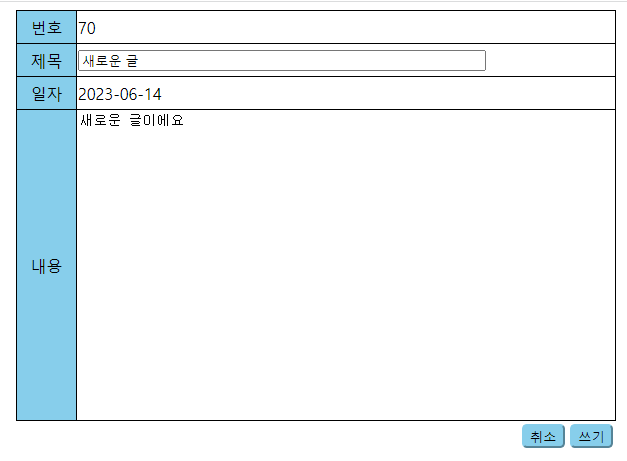 번호 70
제목 새로운 글
일자 2023-06-14
내용 새로운 글이에요
취소 쓰기